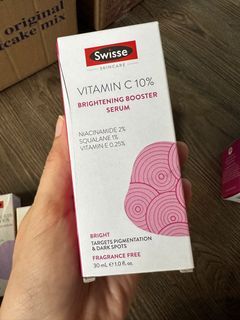 original
cake mix
Swisse
SKINCARE
VITAMIN C 10%
BRIGHTENING BOOSTER
SERUM
NIACINAMIDE 2%
SQUALANE 1%
VITAMIN E 0.25%
BRIGHT
TARGETS PIGMENTATION
& DARK SPOTS
FRAGRANCE FREE
30 mL ℮ 1.0 fl. oz.